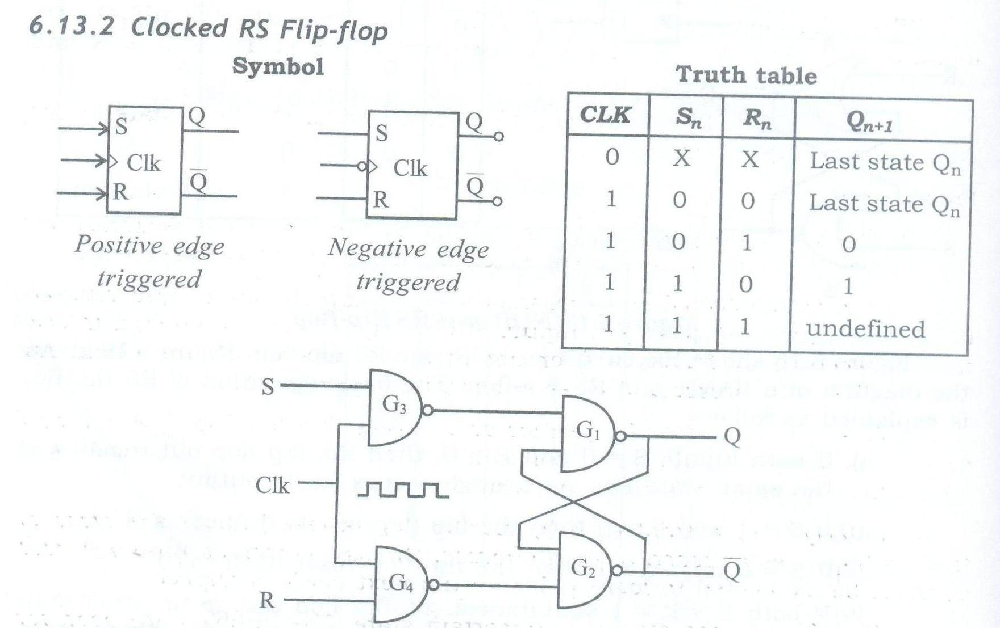 6.13.2 Clocked RS Flip-flop
Symbol
S
Clk
R
Q
Q̅
Positive edge
triggered
S
Clk
R
Q
Q̅
Negative edge
triggered
Truth table
CLK Sₙ Rₙ Qₙ₊₁
0 X X Last state Qₙ
1 0 0 Last state Qₙ
1 0 1 0
1 1 0 1
1 1 1 undefined
S
G₃
G₁
Q
Clk
G₂
Q̅
G₄
R